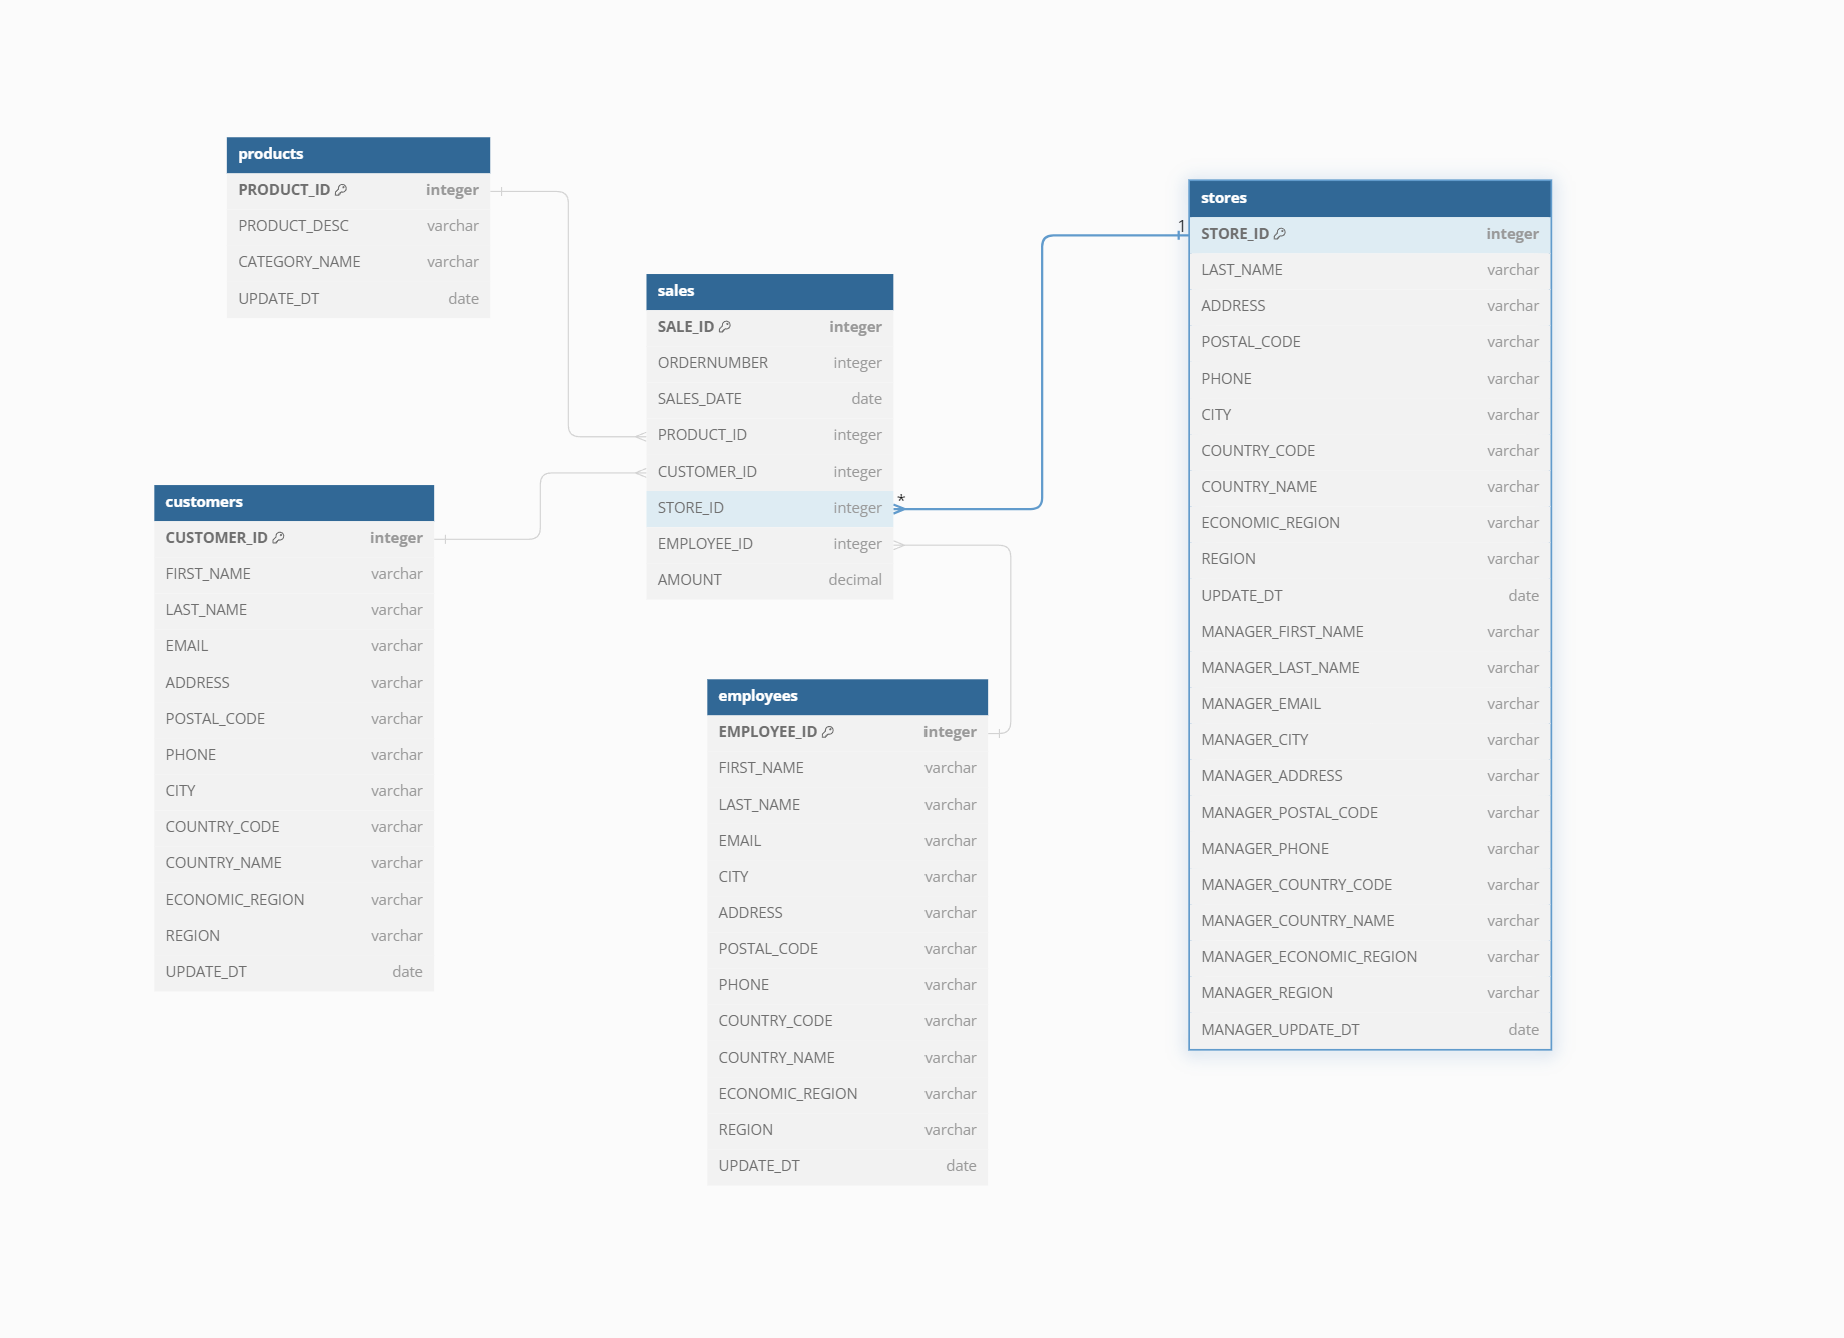 products
PRODUCT_ID integer
PRODUCT_DESC varchar
CATEGORY_NAME varchar
UPDATE_DT date
customers
CUSTOMER_ID integer
FIRST_NAME varchar
LAST_NAME varchar
EMAIL varchar
ADDRESS varchar
POSTAL_CODE varchar
PHONE varchar
CITY varchar
COUNTRY_CODE varchar
COUNTRY_NAME varchar
ECONOMIC_REGION varchar
REGION varchar
UPDATE_DT date
sales
SALE_ID integer
ORDERNUMBER integer
SALES_DATE date
PRODUCT_ID integer
CUSTOMER_ID integer
STORE_ID integer *
EMPLOYEE_ID integer
AMOUNT decimal
employees
EMPLOYEE_ID integer
FIRST_NAME varchar
LAST_NAME varchar
EMAIL varchar
CITY varchar
ADDRESS varchar
POSTAL_CODE varchar
PHONE varchar
COUNTRY_CODE varchar
COUNTRY_NAME varchar
ECONOMIC_REGION varchar
REGION varchar
UPDATE_DT date
stores
1 STORE_ID integer
LAST_NAME varchar
ADDRESS varchar
POSTAL_CODE varchar
PHONE varchar
CITY varchar
COUNTRY_CODE varchar
COUNTRY_NAME varchar
ECONOMIC_REGION varchar
REGION varchar
UPDATE_DT date
MANAGER_FIRST_NAME varchar
MANAGER_LAST_NAME varchar
MANAGER_EMAIL varchar
MANAGER_CITY varchar
MANAGER_ADDRESS varchar
MANAGER_POSTAL_CODE varchar
MANAGER_PHONE varchar
MANAGER_COUNTRY_CODE varchar
MANAGER_COUNTRY_NAME varchar
MANAGER_ECONOMIC_REGION varchar
MANAGER_REGION varchar
MANAGER_UPDATE_DT date